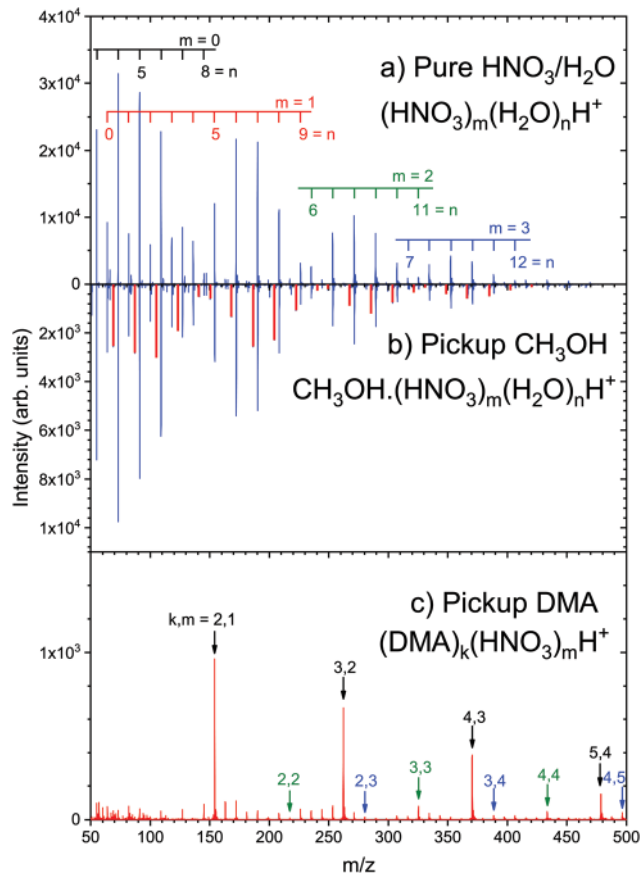 4x10⁴
3x10⁴
2x10⁴
1x10⁴
0
2x10³
4x10³
6x10³
8x10³
1x10⁴
1x10³
0
Intensity (arb. units)
m = 0
5
8 = n
a) Pure HNO₃/H₂O
(HNO₃)ₘ(H₂O)ₙH⁺
m = 1
0
5
9 = n
m = 2
6
11 = n
m = 3
7
12 = n
b) Pickup CH₃OH
CH₃OH.(HNO₃)ₘ(H₂O)ₙH⁺
c) Pickup DMA
(DMA)ₖ(HNO₃)ₘH⁺
k,m = 2,1
3,2
4,3
5,4
2,2
2,3
3,3
3,4
4,4
4,5
50
100
150
200
250
300
350
400
450
500
m/z